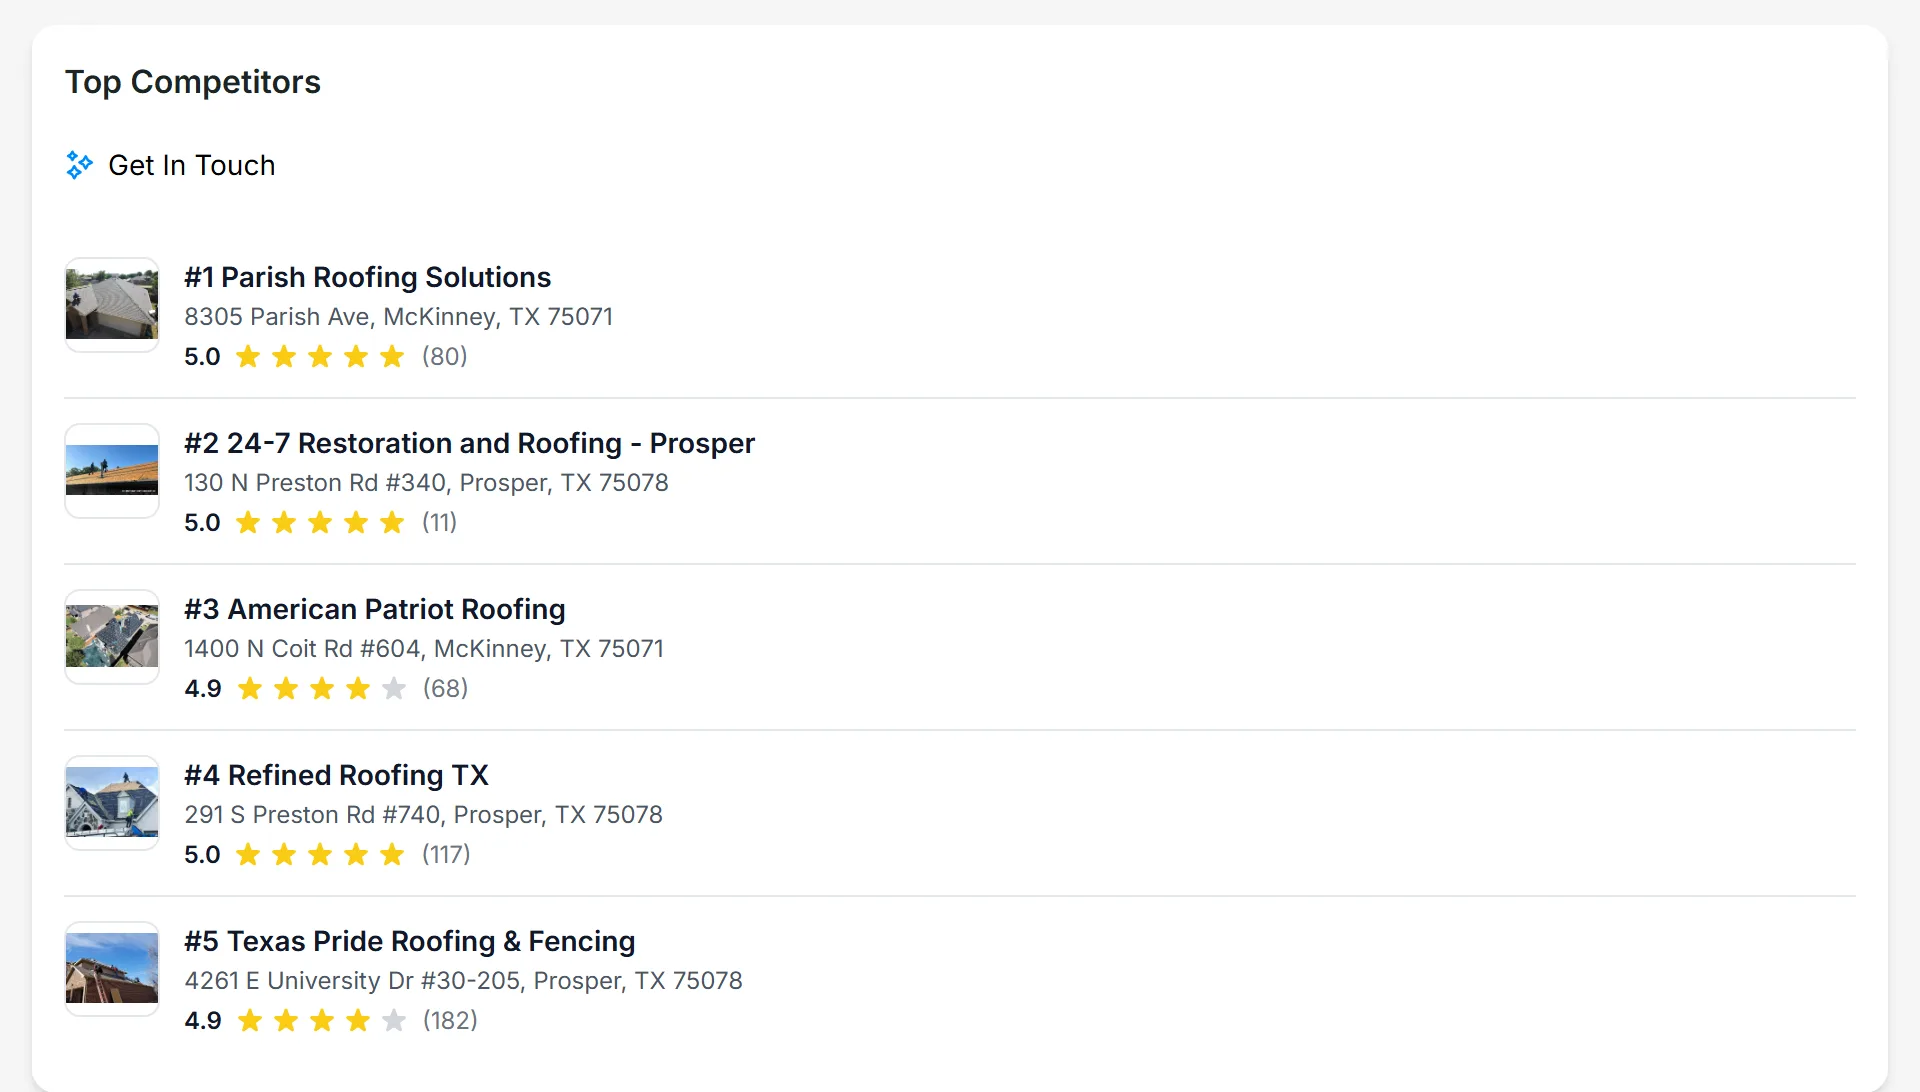 Top Competitors
Get In Touch
#1 Parish Roofing Solutions
8305 Parish Ave, McKinney, TX 75071
5.0 (80)
#2 24-7 Restoration and Roofing - Prosper
130 N Preston Rd #340, Prosper, TX 75078
5.0 (11)
#3 American Patriot Roofing
1400 N Coit Rd #604, McKinney, TX 75071
4.9 (68)
#4 Refined Roofing TX
291 S Preston Rd #740, Prosper, TX 75078
5.0 (117)
#5 Texas Pride Roofing & Fencing
4261 E University Dr #30-205, Prosper, TX 75078
4.9 (182)